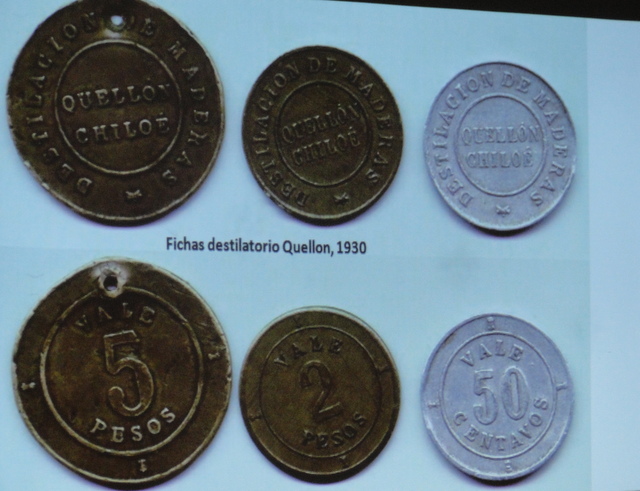 DESTILACION DE MADERAS
QUELLÓN
CHILOÉ
DESTILACION DE MADERAS
QUELLÓN
CHILOÉ
DESTILACION DE MADERAS
QUELLÓN
CHILOÉ
Fichas destilatorio Quellon, 1930
VALE
5
PESOS
VALE
2
PESOS
VALE
50
CENTAVOS